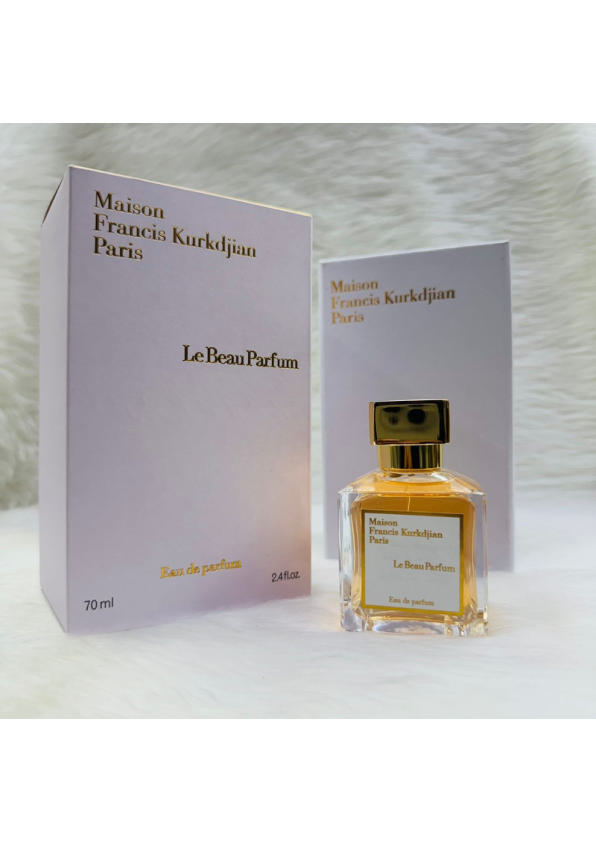 Maison
Francis Kurkdjian
Paris
Le Beau Parfum
Eau de parfum
70 ml
2.4 fl.oz.
Maison
Francis Kurkdjian
Paris
Maison
Francis Kurkdjian
Paris
Le Beau Parfum
Eau de parfum